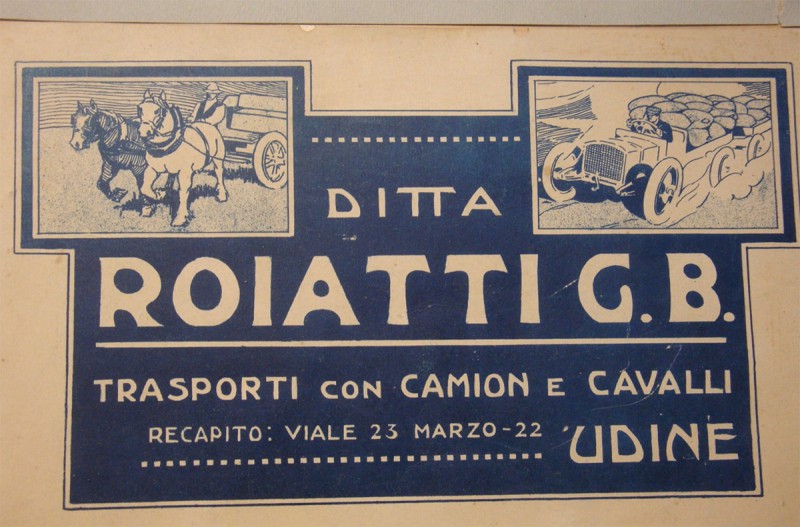 DITTA
ROIATTI G.B.
TRASPORTI CON CAMION E CAVALLI
RECAPITO: VIALE 23 MARZO-22 UDINE